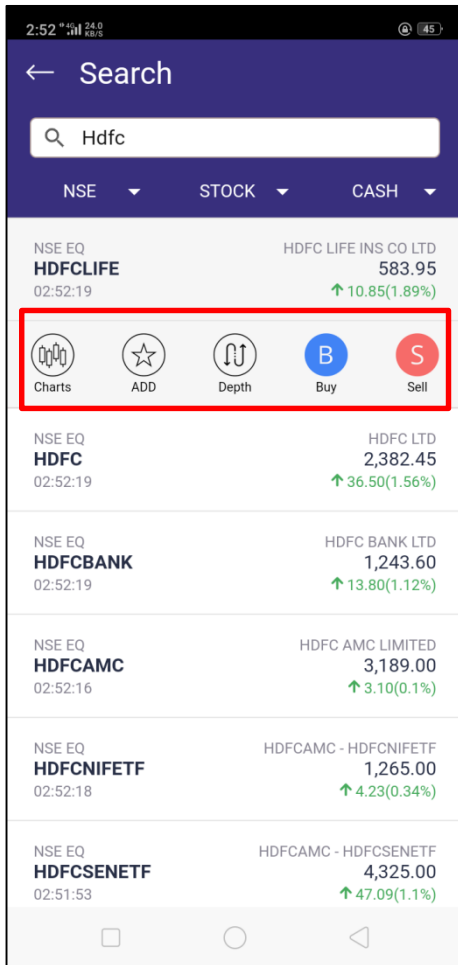 2:52 4G 24.0 KB/S 45
Search
Hdfc
NSE STOCK CASH
NSE EQ HDFC LIFE INS CO LTD
HDFCLIFE 583.95
02:52:19 10.85(1.89%)
B S
Charts ADD Depth Buy Sell
NSE EQ HDFC LTD
HDFC 2,382.45
02:52:19 36.50(1.56%)
NSE EQ HDFC BANK LTD
HDFCBANK 1,243.60
02:52:19 13.80(1.12%)
NSE EQ HDFC AMC LIMITED
HDFCAMC 3,189.00
02:52:16 3.10(0.1%)
NSE EQ HDFCAMC - HDFCNIFETF
HDFCNIFETF 1,265.00
02:52:18 4.23(0.34%)
NSE EQ HDFCAMC - HDFCSENETF
HDFCSENETF 4,325.00
02:51:53 47.09(1.1%)